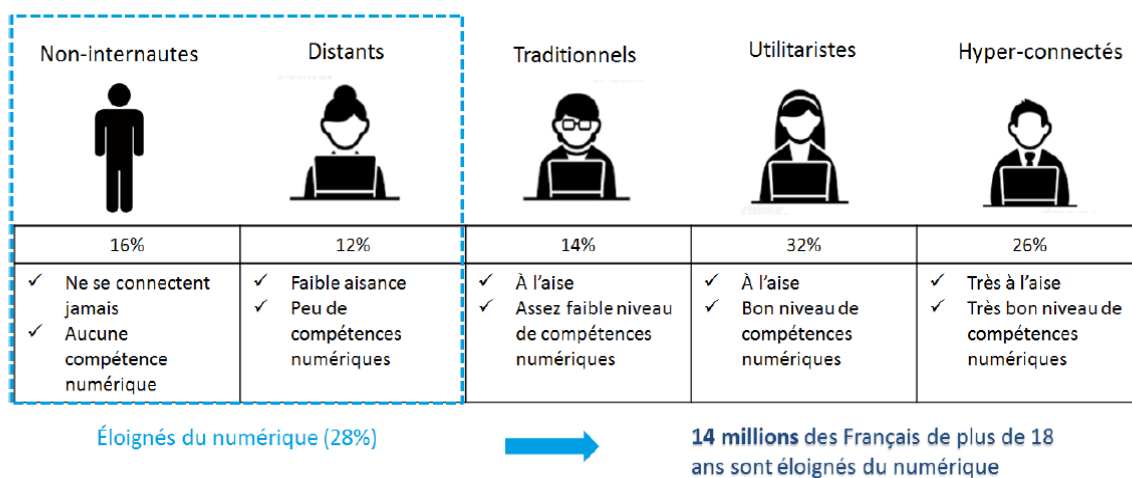 Non-internautes
Distants
Traditionnels
Utilitaristes
Hyper-connectés
16%
12%
14%
32%
26%
✓ Ne se connectent
jamais
✓ Aucune
compétence
numérique
✓ Faible aisance
✓ Peu de
compétences
numériques
✓ À l'aise
✓ Assez faible niveau
de compétences
numériques
✓ À l'aise
✓ Bon niveau de
compétences
numériques
✓ Très à l'aise
✓ Très bon niveau de
compétences
numériques
Éloignés du numérique (28%)
14 millions des Français de plus de 18
ans sont éloignés du numérique